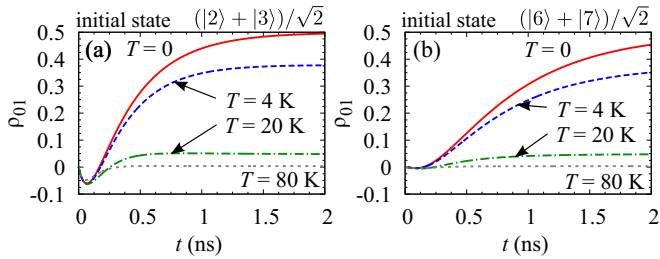 initial state (|2⟩ + |3⟩)/√2
(a)
T = 0
T = 4 K
T = 20 K
T = 80 K
ρ01
0.5
0.4
0.3
0.2
0.1
0
-0.1
0 0.5 1 1.5 2
t (ns)
initial state (|6⟩ + |7⟩)/√2
(b)
T = 0
T = 4 K
T = 20 K
T = 80 K
ρ01
0.5
0.4
0.3
0.2
0.1
0
-0.1
0 0.5 1 1.5 2
t (ns)